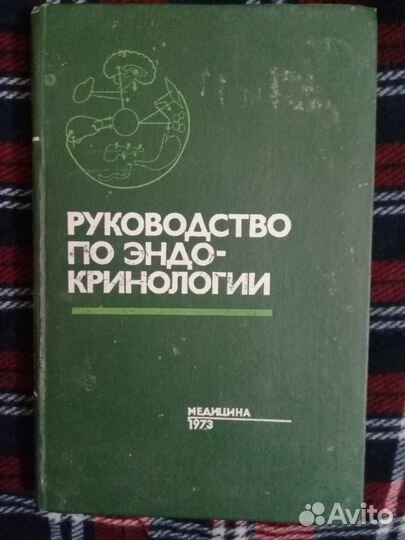 РУКОВОДСТВО
ПО ЭНДО-
КРИНОЛОГИИ
МЕДИЦИНА
1973
Avito